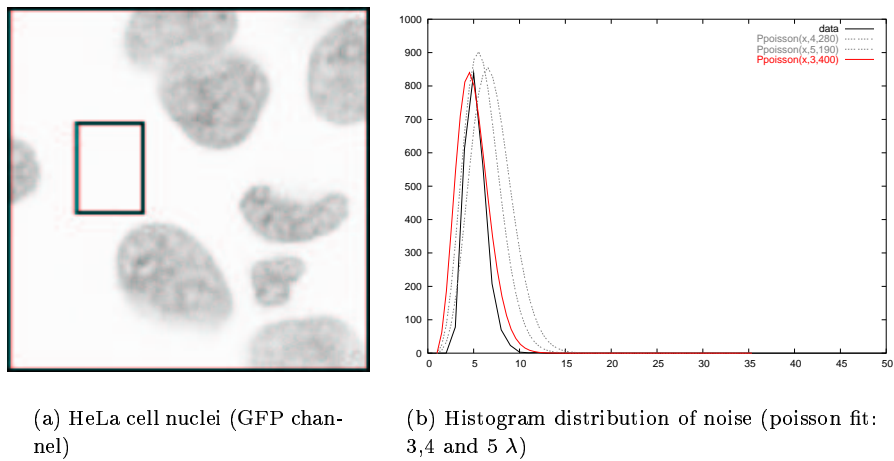 1000
900
800
700
600
500
400
300
200
100
0
0 5 10 15 20 25 30 35 40 45 50
data
Ppoisson(x,4,280)
Ppoisson(x,5,190)
Ppoisson(x,3,400)
(a) HeLa cell nuclei (GFP chan-
nel)
(b) Histogram distribution of noise (poisson fit:
3,4 and 5 λ)